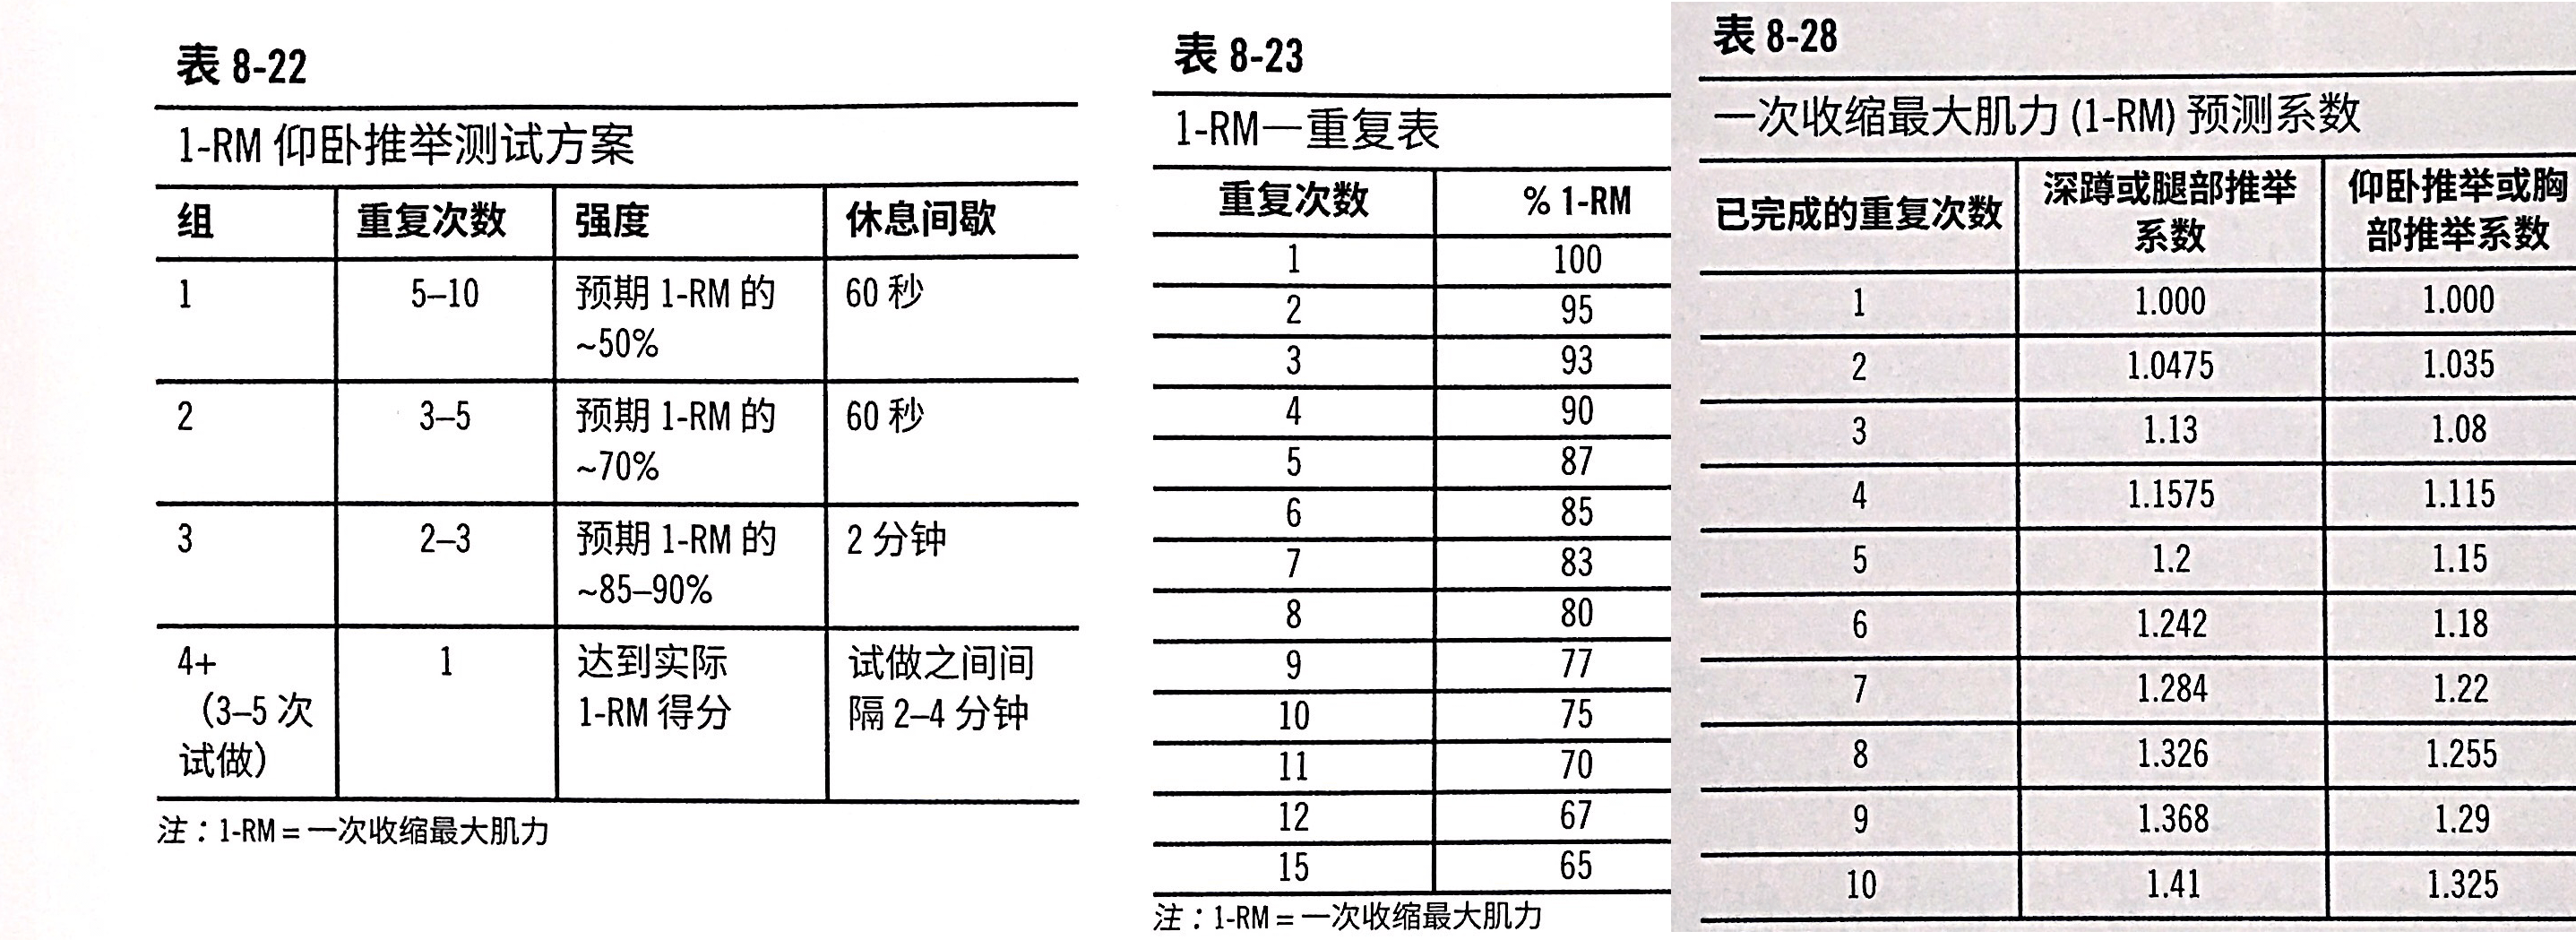 表 8-22
1-RM 仰卧推举测试方案
组 重复次数 强度 休息间歇
1 5–10 预期 1-RM 的 60 秒
~50%
2 3–5 预期 1-RM 的 60 秒
~70%
3 2–3 预期 1-RM 的 2 分钟
~85–90%
4+ 1 达到实际 试做之间间
（3–5 次 1-RM 得分 隔 2–4 分钟
试做）
注：1-RM = 一次收缩最大肌力
表 8-23
1-RM—重复表
重复次数 % 1-RM
1 100
2 95
3 93
4 90
5 87
6 85
7 83
8 80
9 77
10 75
11 70
12 67
15 65
注：1-RM = 一次收缩最大肌力
表 8-28
一次收缩最大肌力 (1-RM) 预测系数
已完成的重复次数 深蹲或腿部推举 仰卧推举或胸
系数 部推举系数
1 1.000 1.000
2 1.0475 1.035
3 1.13 1.08
4 1.1575 1.115
5 1.2 1.15
6 1.242 1.18
7 1.284 1.22
8 1.326 1.255
9 1.368 1.29
10 1.41 1.325